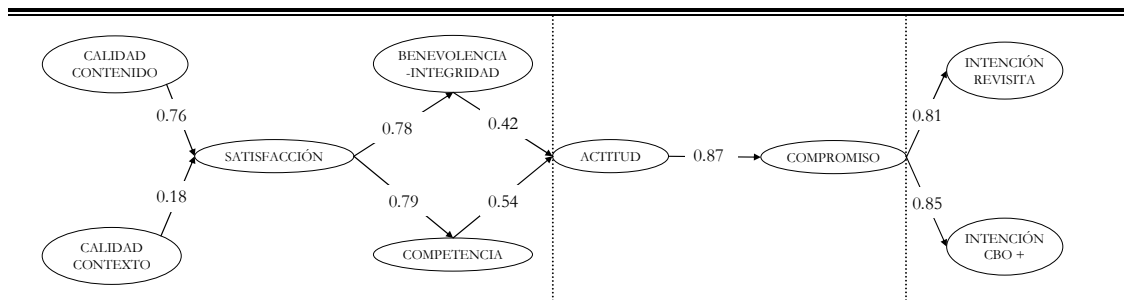 CALIDAD
CONTENIDO
0.76
0.18
CALIDAD
CONTEXTO
SATISFACCIÓN
0.78
0.79
BENEVOLENCIA
-INTEGRIDAD
COMPETENCIA
0.42
0.54
ACTITUD
0.87
COMPROMISO
0.81
0.85
INTENCIÓN
REVISITA
INTENCIÓN
CBO +